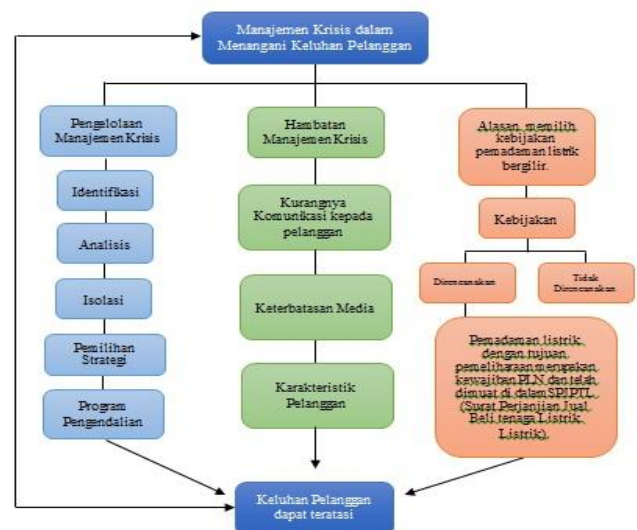 Manajemen Krisis dalam
Menangani Keluhan Pelanggan
Pengelolaan
Manajemen Krisis
Identifikasi
Analisis
Isolasi
Pemilihan
Strategi
Program
Pengendalian
Hambatan
Manajemen Krisis
Kurangnya
Komunikasi kepada
pelanggan
Keterbatasan Media
Karakteristik
Pelanggan
Alasan memilih
kebijakan
pemadaman listrik
bergilir.
Kebijakan
Direncanakan
Tidak
Direncanakan
Pemadaman listrik
dengan tujuan
pemeliharaan merupakan
kewajiban PLN dan telah
dimuat di dalam SPJPTL
(Surat Perjanjian Jual
Beli tenaga Listrik
Listrik).
Keluhan Pelanggan
dapat teratasi